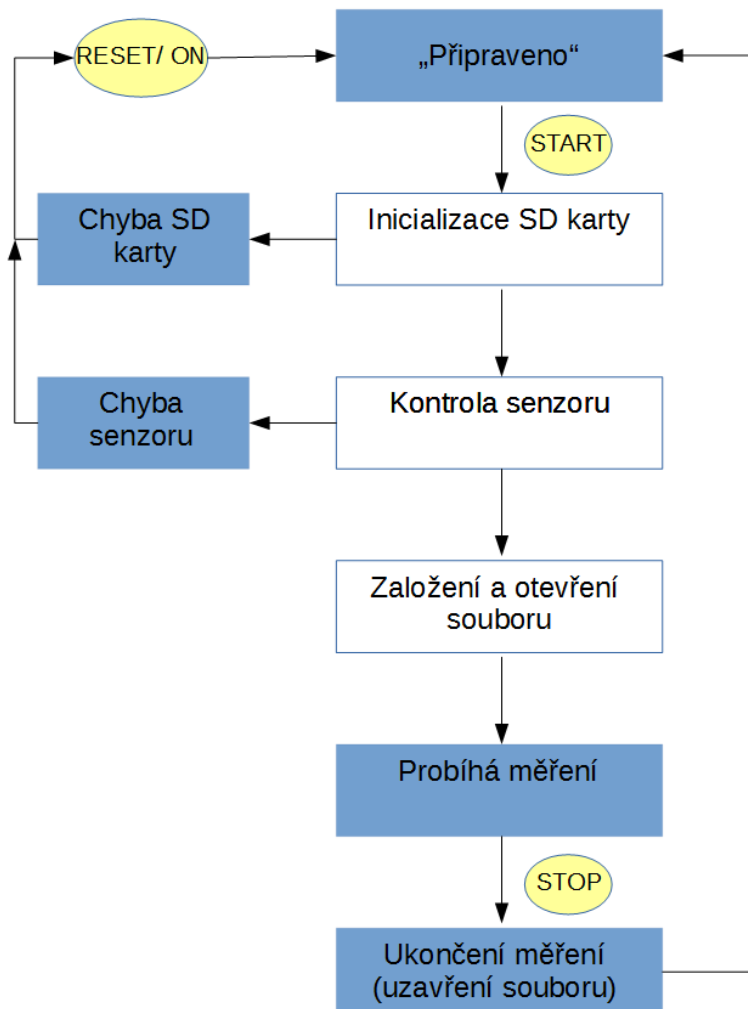 RESET/ ON
„Připraveno“
START
Chyba SD
karty
Inicializace SD karty
Chyba
senzoru
Kontrola senzoru
Založení a otevření
souboru
Probíhá měření
STOP
Ukončení měření
(uzavření souboru)